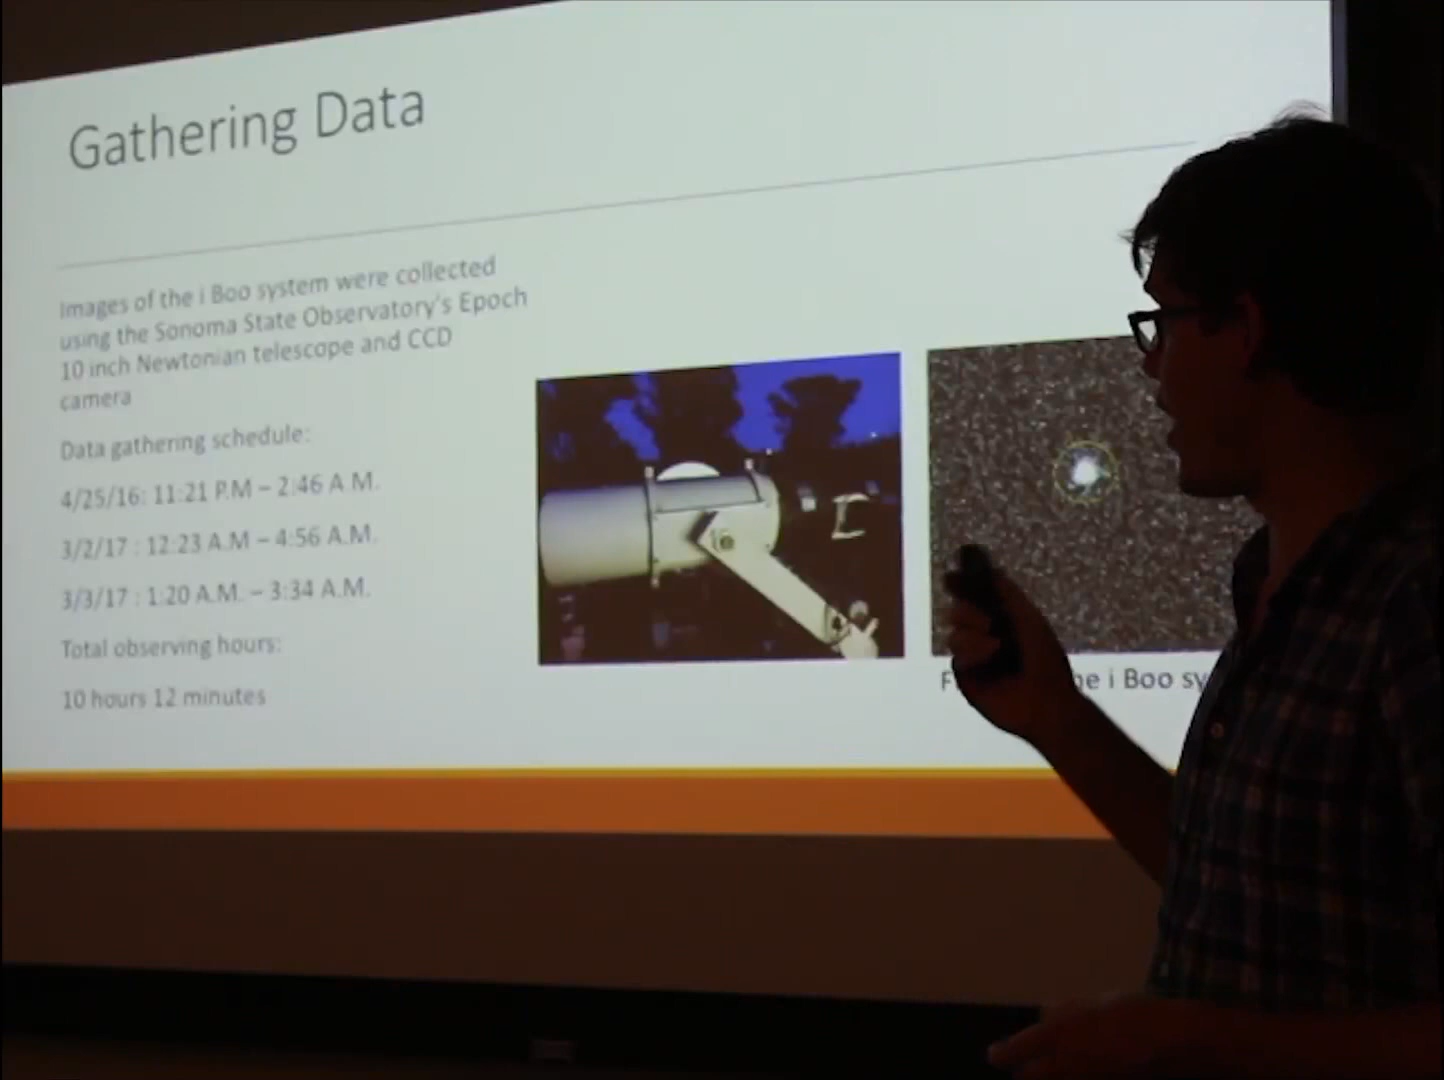 Gathering Data
Images of the i Boo system were collected
using the Sonoma State Observatory's Epoch
10 inch Newtonian telescope and CCD
camera
Data gathering schedule:
4/25/16: 11:21 P.M – 2:46 A.M.
3/2/17 : 12:23 A.M – 4:56 A.M.
3/3/17 : 1:20 A.M. – 3:34 A.M.
Total observing hours:
10 hours 12 minutes
i Boo